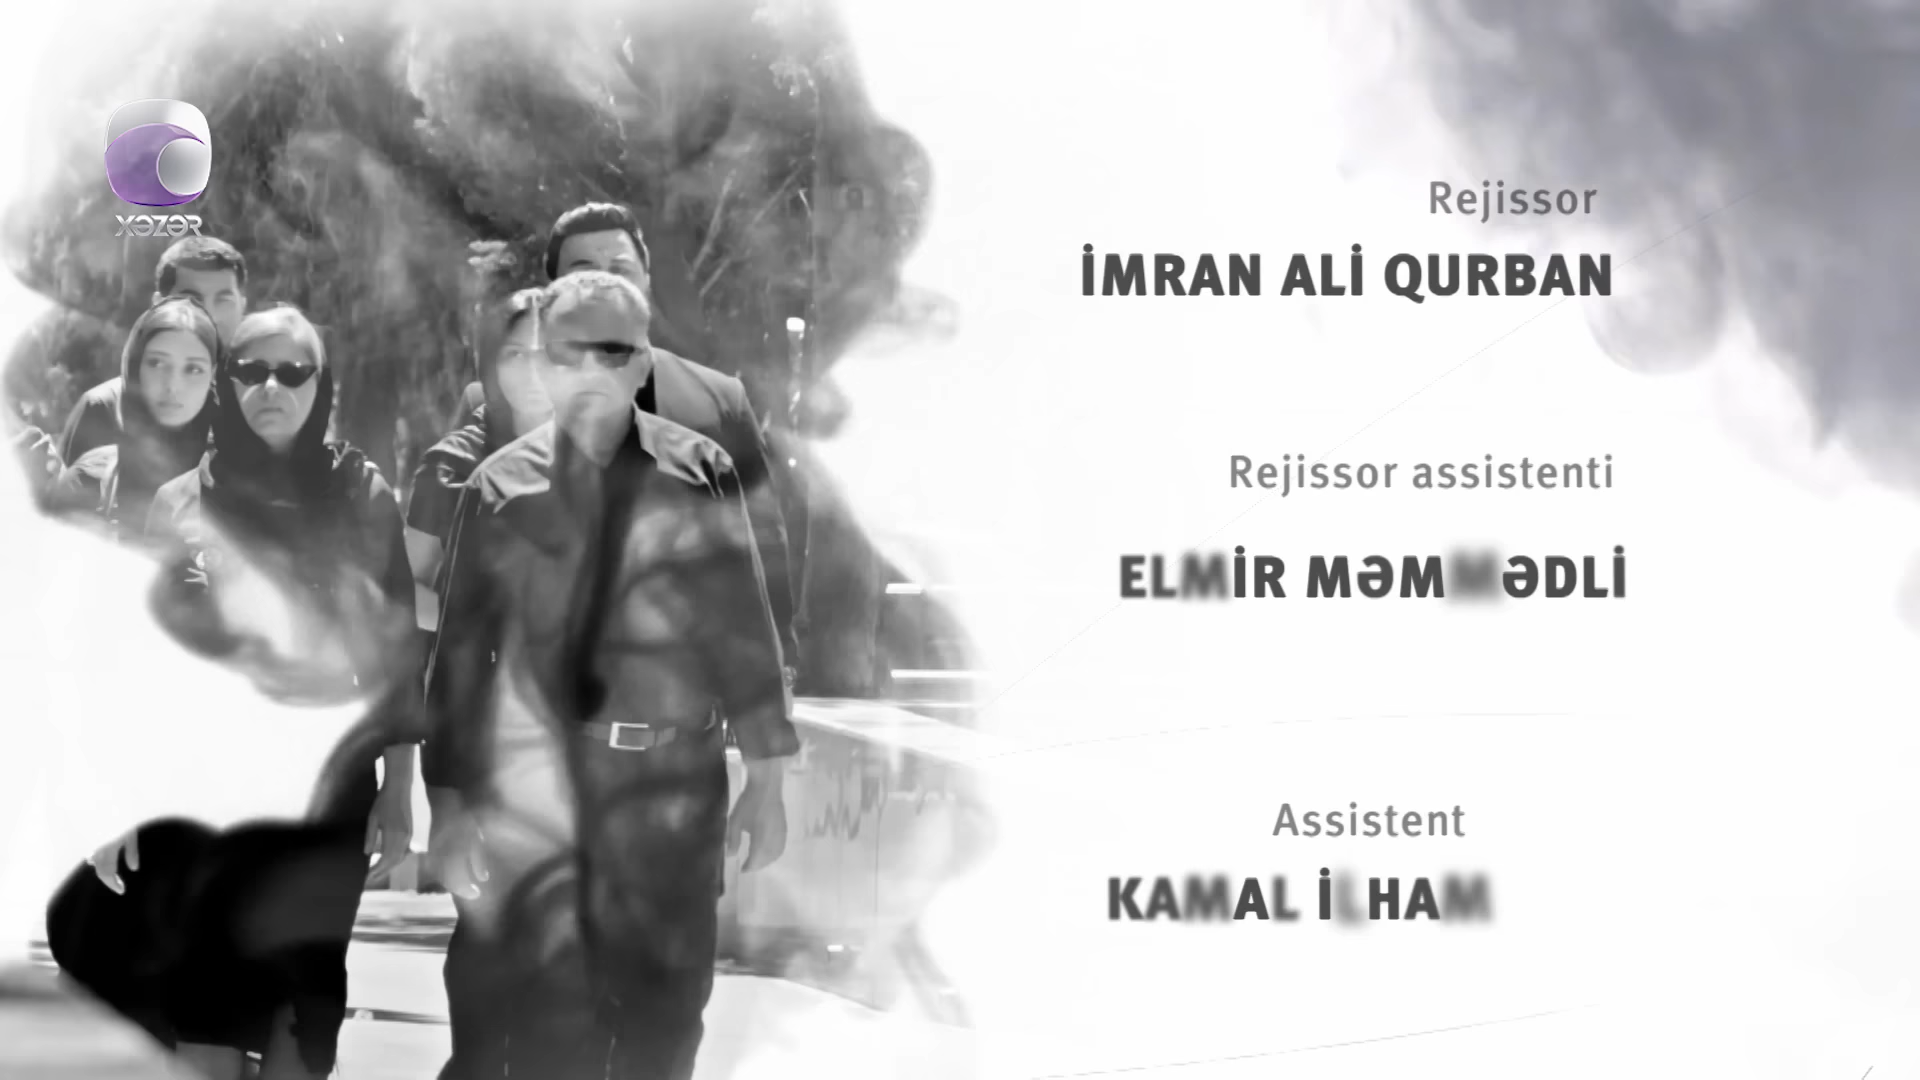 XƏZƏR
Rejissor
İMRAN ALİ QURBAN
Rejissor assistenti
ELMİR MƏMMƏDLİ
Assistent
KAMAL İLHAM